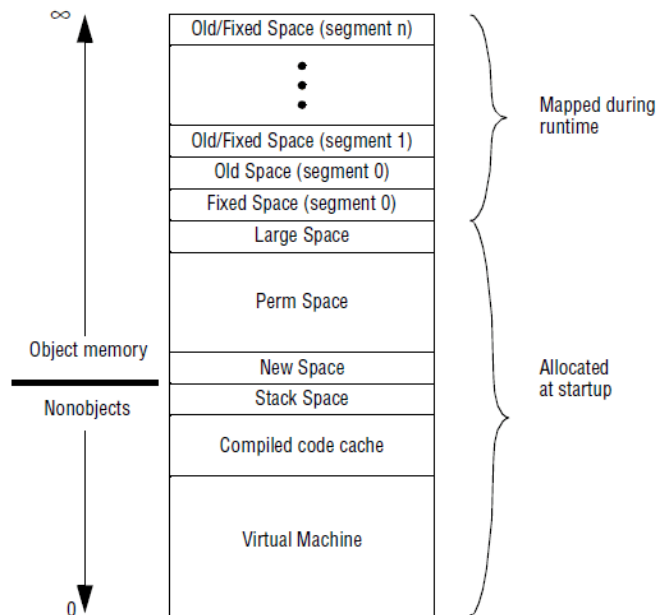 ∞
Old/Fixed Space (segment n)
Mapped during
runtime
Old/Fixed Space (segment 1)
Old Space (segment 0)
Fixed Space (segment 0)
Large Space
Perm Space
Object memory
New Space
Allocated
at startup
Nonobjects
Stack Space
Compiled code cache
Virtual Machine
0